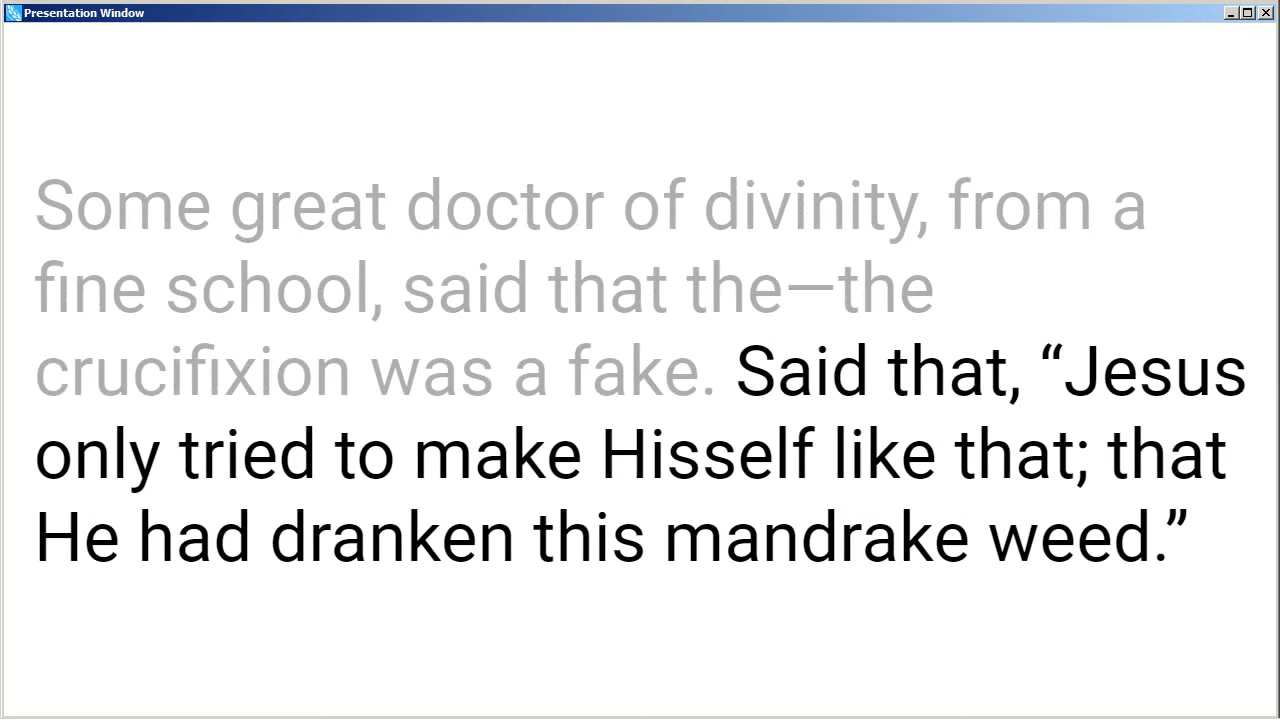 Presentation Window
Some great doctor of divinity, from a
fine school, said that the—the
crucifixion was a fake. Said that, “Jesus
only tried to make Hisself like that; that
He had dranken this mandrake weed.”